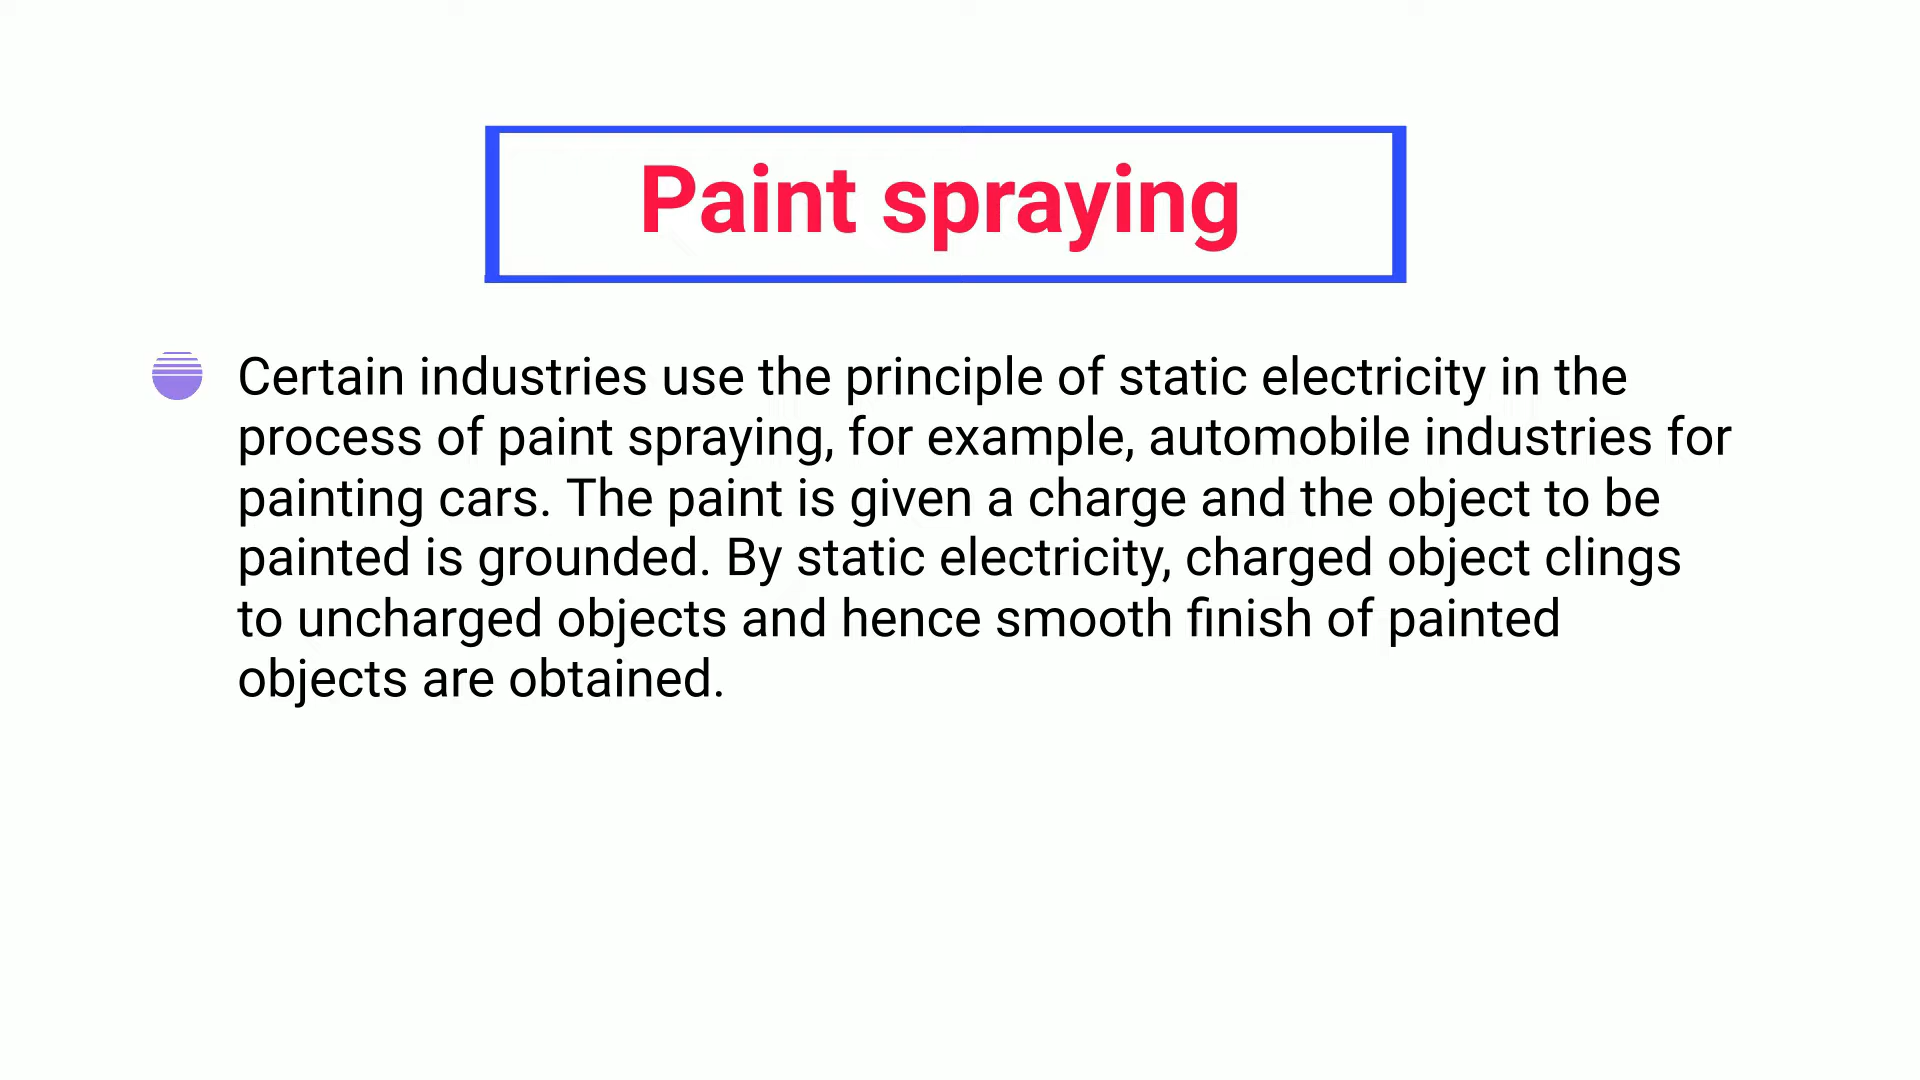 Paint spraying
Certain industries use the principle of static electricity in the
process of paint spraying, for example, automobile industries for
painting cars. The paint is given a charge and the object to be
painted is grounded. By static electricity, charged object clings
to uncharged objects and hence smooth finish of painted
objects are obtained.